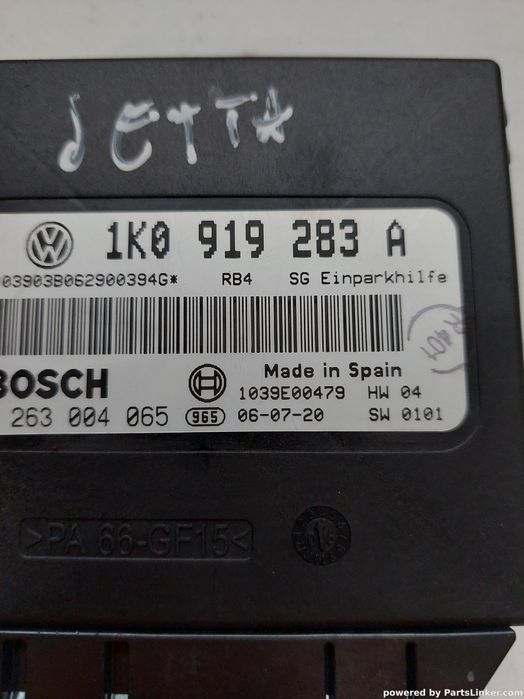 JETTA
1K0 919 283 A
03903B062900394G* RB4 SG Einparkhilfe
BOSCH
Made in Spain
1039E00479 HW 04
263 004 065 965 06-07-20 SW 0101
>PA 66-GF15<
powered by PartsLinker.com